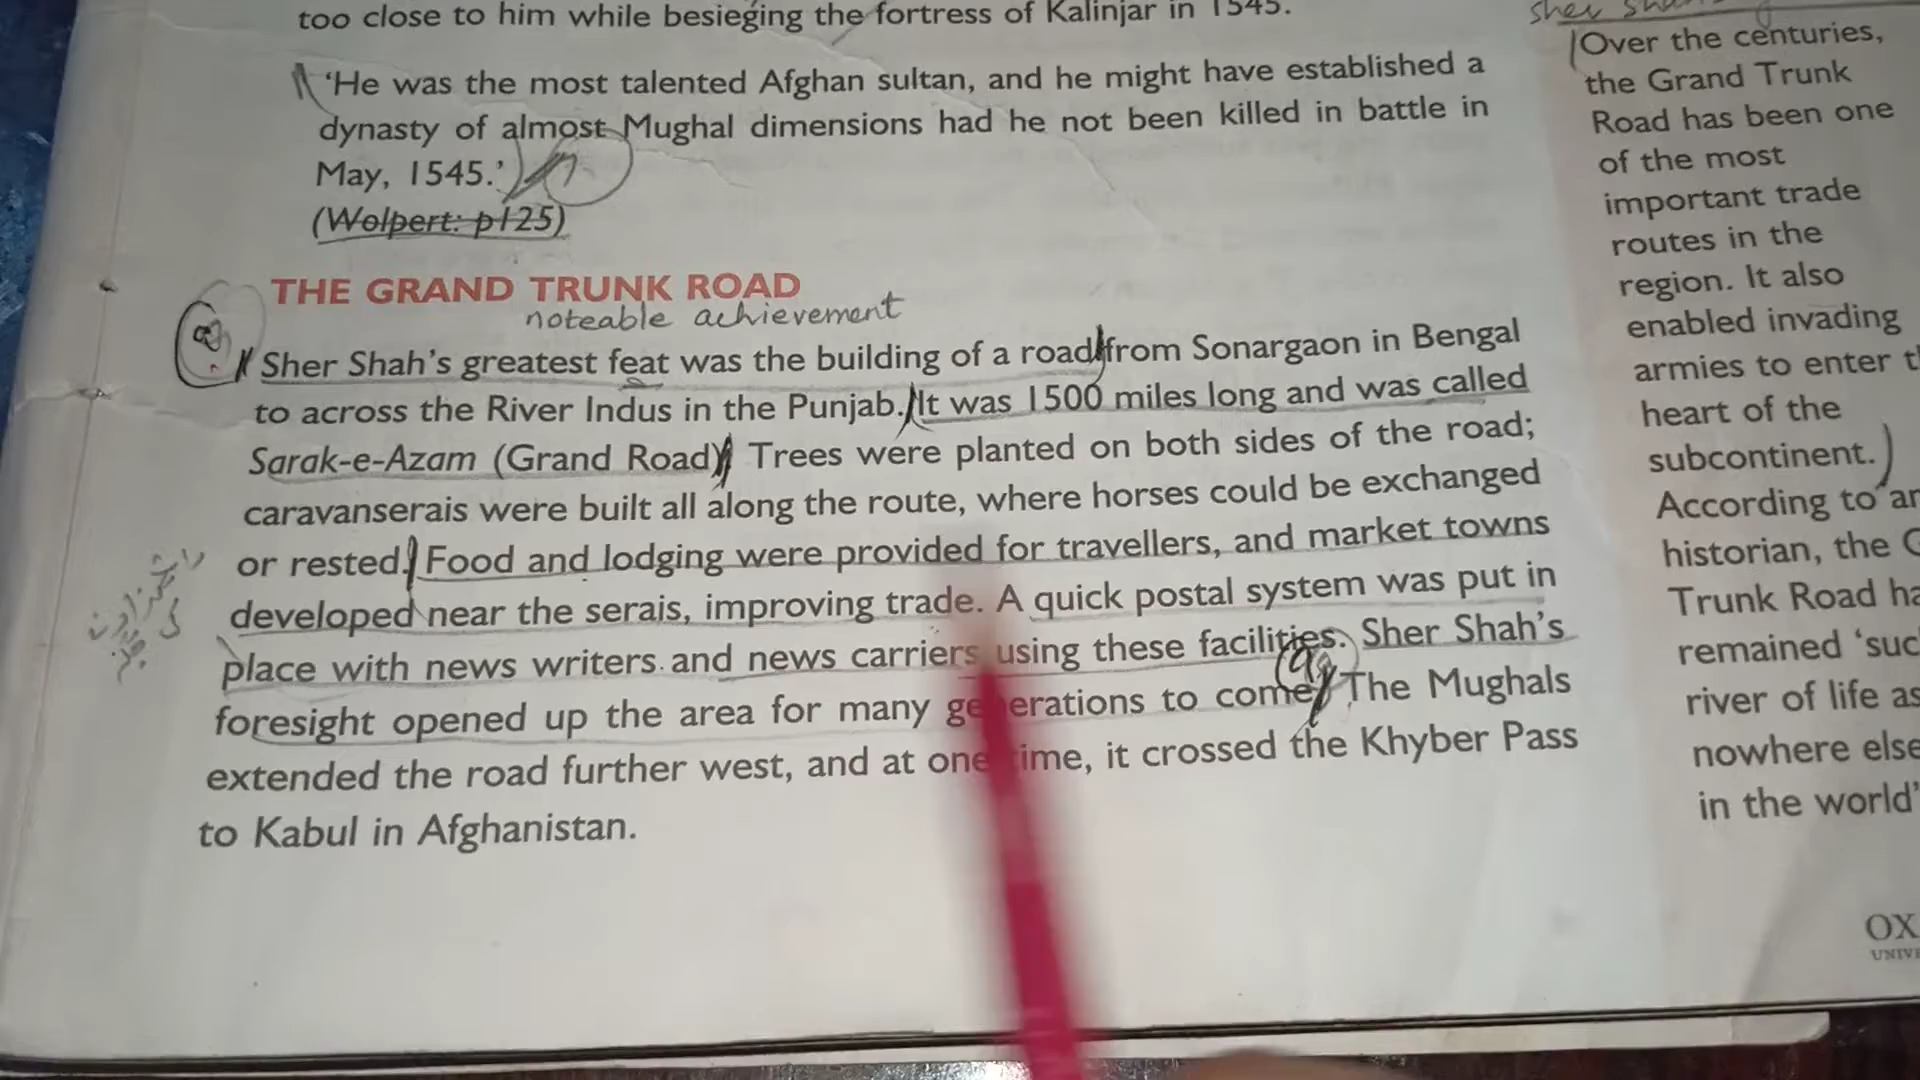 too close to him while besieging the fortress of Kalinjar in 1545.
'He was the most talented Afghan sultan, and he might have established a
dynasty of almost Mughal dimensions had he not been killed in battle in
May, 1545.'
(Wolpert: p125)
THE GRAND TRUNK ROAD
noteable achievement
Sher Shah's greatest feat was the building of a road from Sonargaon in Bengal
to across the River Indus in the Punjab. It was 1500 miles long and was called
Sarak-e-Azam (Grand Road). Trees were planted on both sides of the road;
caravanserais were built all along the route, where horses could be exchanged
or rested. Food and lodging were provided for travellers, and market towns
developed near the serais, improving trade. A quick postal system was put in
place with news writers and news carriers using these facilities. Sher Shah's
foresight opened up the area for many generations to come. The Mughals
extended the road further west, and at one time, it crossed the Khyber Pass
to Kabul in Afghanistan.
sher
Over the centuries,
the Grand Trunk
Road has been one
of the most
important trade
routes in the
region. It also
enabled invading
armies to enter t
heart of the
subcontinent.
According to an
historian, the G
Trunk Road ha
remained 'suc
river of life as
nowhere else
in the world'
OX
UNIVE